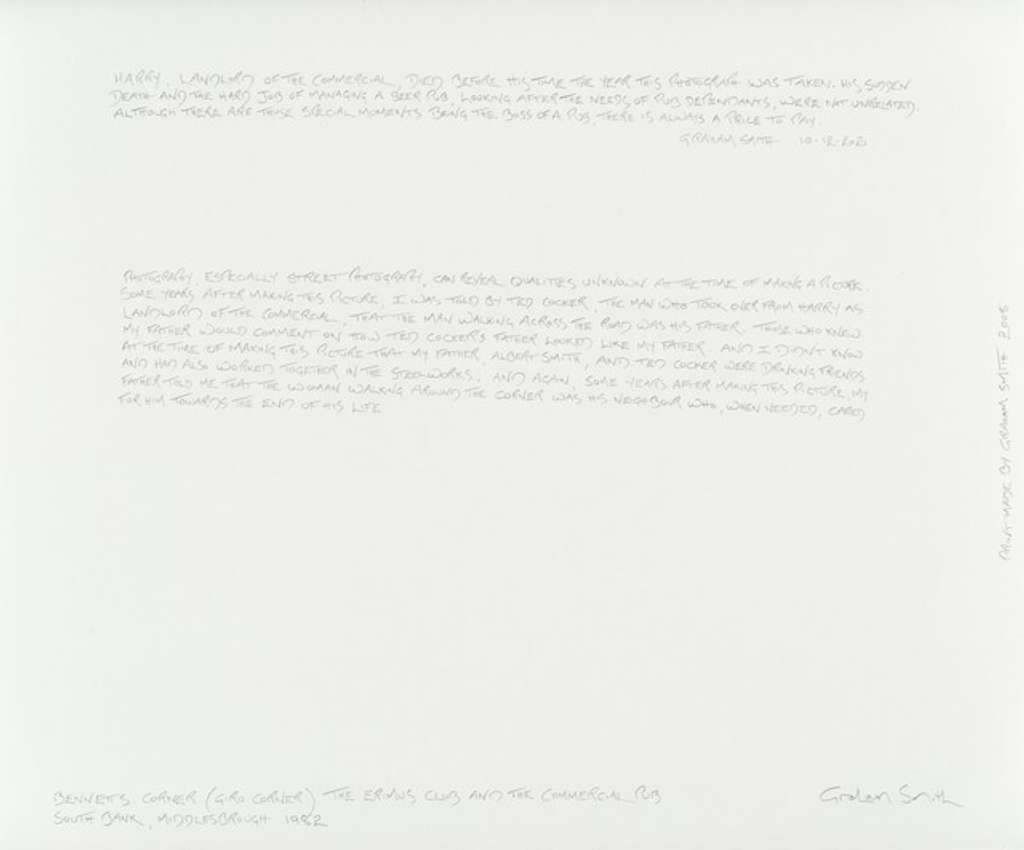 HARRY, LANDLORD OF THE COMMERCIAL, DIED BEFORE HIS TIME THE YEAR THIS PHOTOGRAPH WAS TAKEN. HIS SUDDEN
DEATH AND THE HARD JOB OF MANAGING A BEER PUB, LOOKING AFTER THE NEEDS OF PUB DEPENDANTS, WERE NOT UNRELATED.
ALTHOUGH THERE ARE THOSE SPECIAL MOMENTS BEING THE BOSS OF A PUB, THERE IS ALWAYS A PRICE TO PAY.
GRAHAM SMITH 10-12-2021
PHOTOGRAPHY, ESPECIALLY STREET PHOTOGRAPHY, CAN REVEAL QUALITIES UNKNOWN AT THE TIME OF MAKING A PICTURE.
SOME YEARS AFTER MAKING THIS PICTURE, I WAS TOLD BY TED COCKER, THE MAN WHO TOOK OVER FROM HARRY AS
LANDLORD OF THE COMMERCIAL, THAT THE MAN WALKING ACROSS THE ROAD WAS HIS FATHER. THOSE WHO KNEW
MY FATHER WOULD COMMENT ON HOW TED COCKER'S FATHER LOOKED LIKE MY FATHER. AND I DIDN'T KNOW
AT THE TIME OF MAKING THIS PICTURE THAT MY FATHER, ALBERT SMITH, AND TED COCKER WERE DRINKING FRIENDS
AND HAD ALSO WORKED TOGETHER IN THE STEELWORKS. AND AGAIN, SOME YEARS AFTER MAKING THIS PICTURE, MY
FATHER TOLD ME THAT THE WOMAN WALKING AROUND THE CORNER WAS HIS NEIGHBOUR WHO, WHEN NEEDED, CARED
FOR HIM TOWARDS THE END OF HIS LIFE
PRINT MADE BY GRAHAM SMITH 2008
BENNETTS CORNER (GIRO CORNER) THE ERIMUS CLUB AND THE COMMERCIAL PUB
SOUTH BANK, MIDDLESBROUGH 1982
Graham Smith